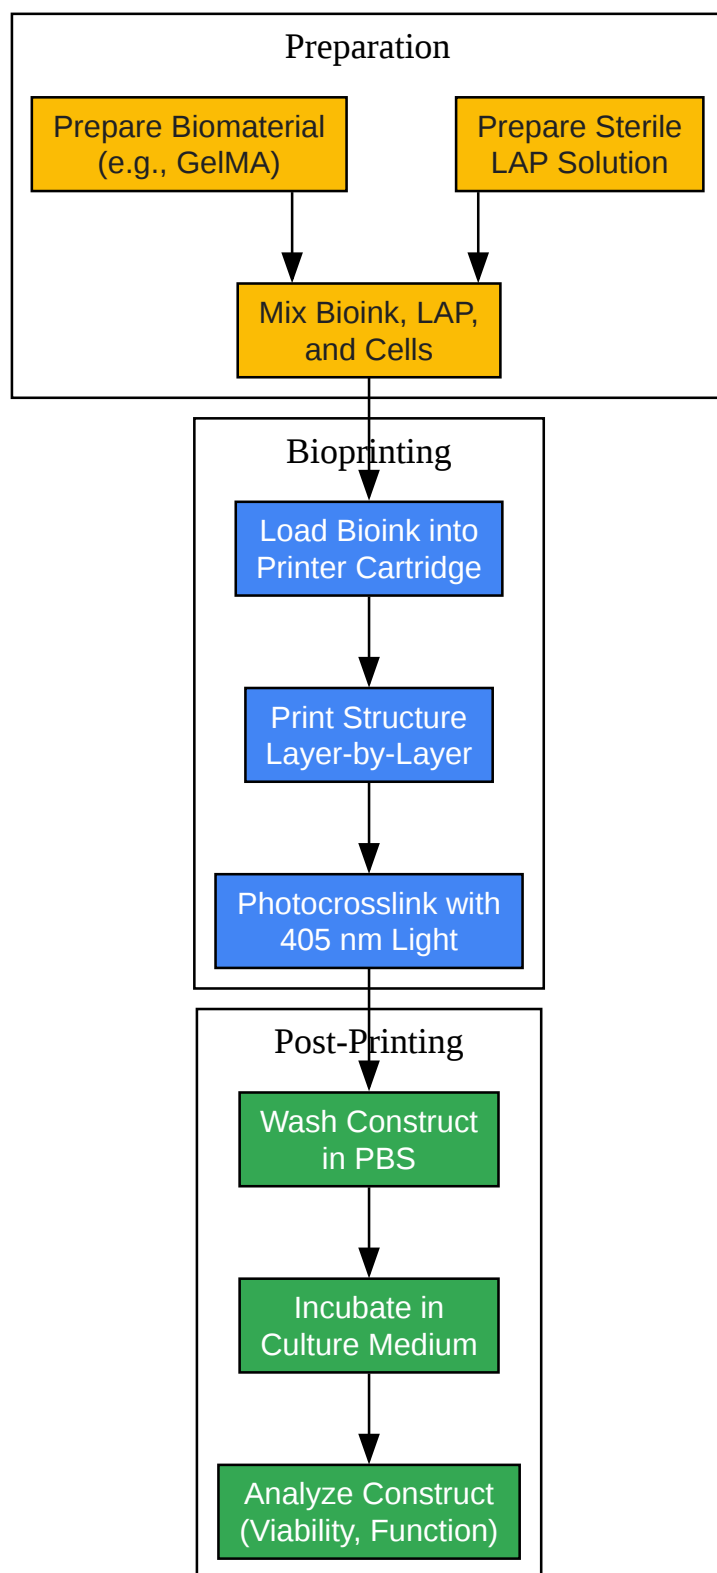 Preparation
Prepare Biomaterial
(e.g., GelMA)
Prepare Sterile
LAP Solution
Mix Bioink, LAP,
and Cells
Bioprinting
Load Bioink into
Printer Cartridge
Print Structure
Layer-by-Layer
Photocrosslink with
405 nm Light
Post-Printing
Wash Construct
in PBS
Incubate in
Culture Medium
Analyze Construct
(Viability, Function)